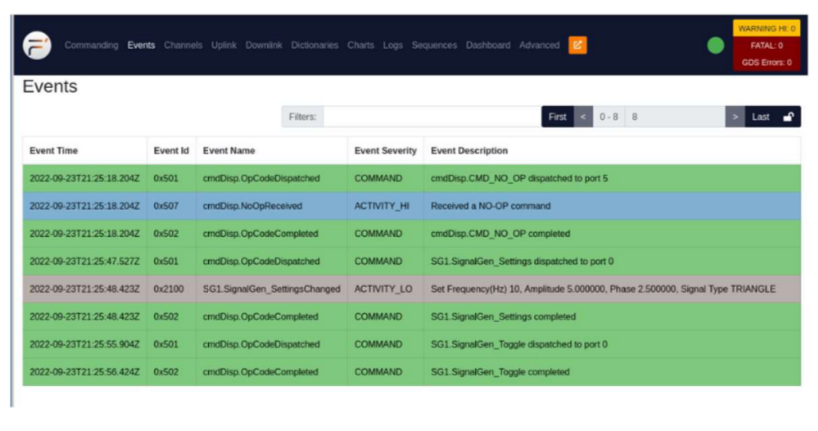 Commanding Events Channels Uplink Downlink Dictionaries Charts Logs Sequences Dashboard Advanced
WARNING HI: 0
FATAL: 0
GDS Errors: 0
Events
Filters: First < 0 - 8 8 > Last
Event Time Event Id Event Name Event Severity Event Description
2022-09-23T21:25:18.204Z 0x501 cmdDisp.OpCodeDispatched COMMAND cmdDisp.CMD_NO_OP dispatched to port 5
2022-09-23T21:25:18.204Z 0x507 cmdDisp.NoOpReceived ACTIVITY_HI Received a NO-OP command
2022-09-23T21:25:18.204Z 0x502 cmdDisp.OpCodeCompleted COMMAND cmdDisp.CMD_NO_OP completed
2022-09-23T21:25:47.527Z 0x501 cmdDisp.OpCodeDispatched COMMAND SG1.SignalGen_Settings dispatched to port 0
2022-09-23T21:25:48.423Z 0x2100 SG1.SignalGen_SettingsChanged ACTIVITY_LO Set Frequency(Hz) 10, Amplitude 5.000000, Phase 2.500000, Signal Type TRIANGLE
2022-09-23T21:25:48.423Z 0x502 cmdDisp.OpCodeCompleted COMMAND SG1.SignalGen_Settings completed
2022-09-23T21:25:55.904Z 0x501 cmdDisp.OpCodeDispatched COMMAND SG1.SignalGen_Toggle dispatched to port 0
2022-09-23T21:25:56.424Z 0x502 cmdDisp.OpCodeCompleted COMMAND SG1.SignalGen_Toggle completed